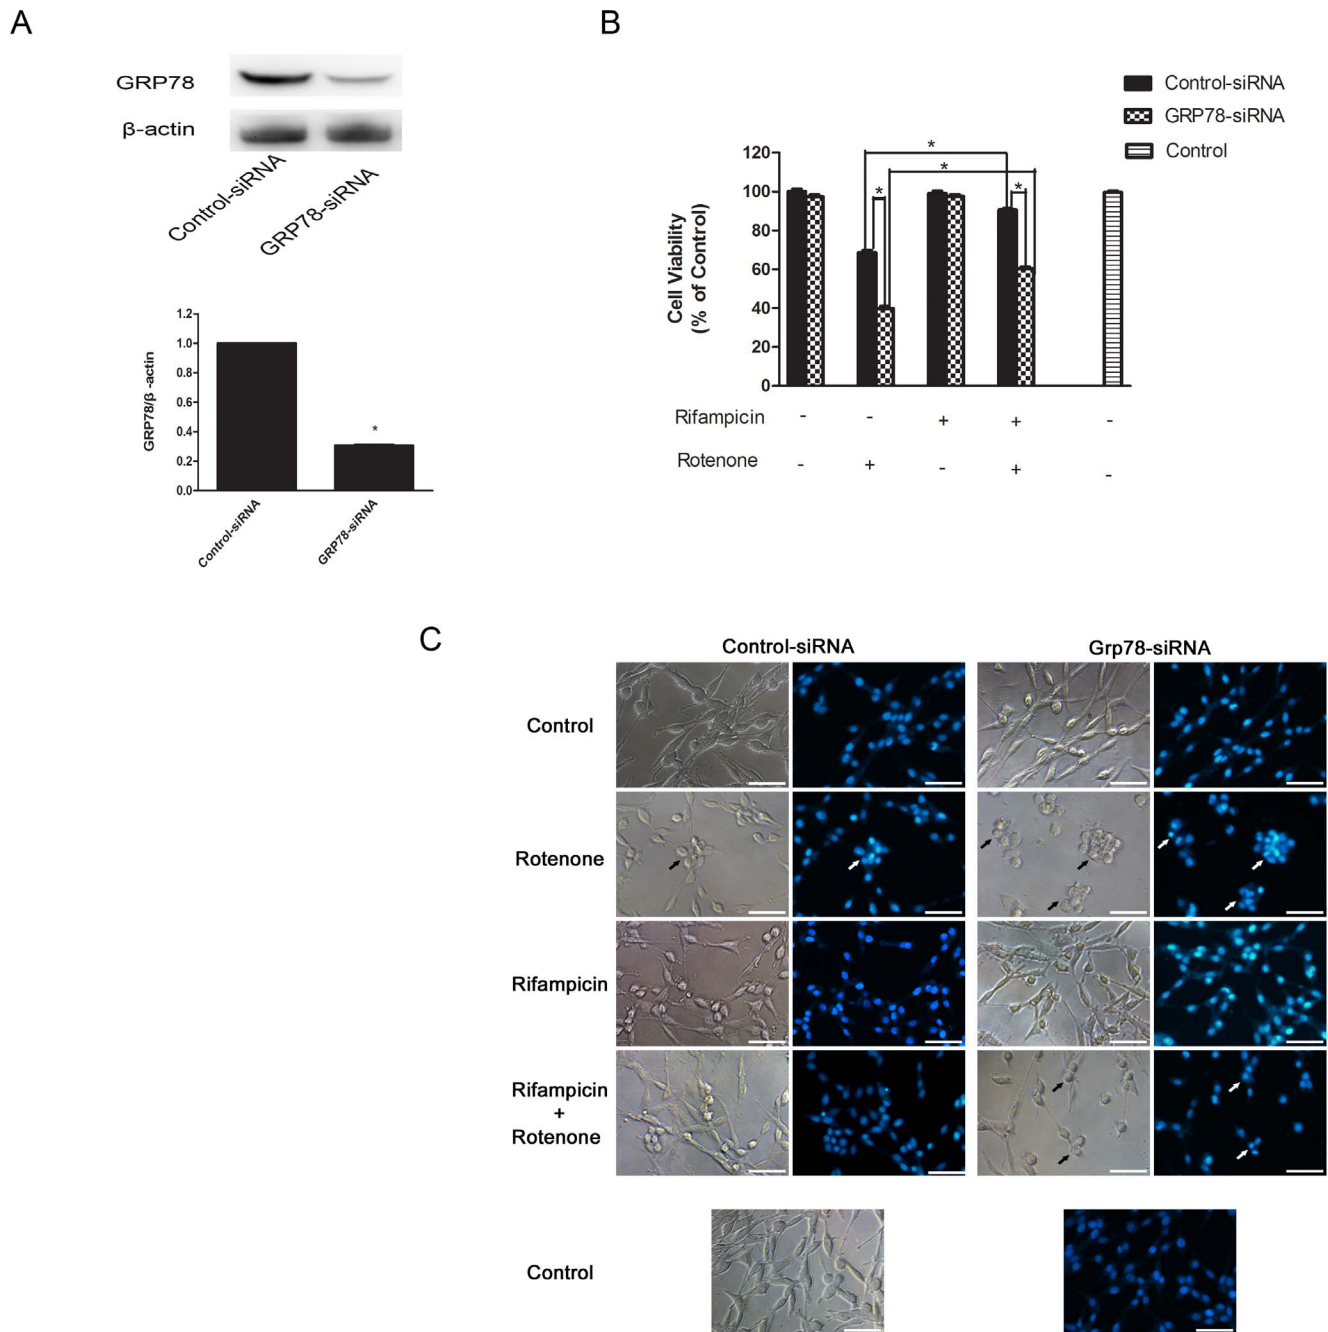 A
GRP78
β-actin
Control-siRNA
GRP78-siRNA
1.2
1.0
0.8
0.6
0.4
0.2
0.0
GRP78/β -actin
*
Control-siRNA
GRP78-siRNA
B
Control-siRNA
GRP78-siRNA
Control
120
100
80
60
40
20
0
Cell Viability
(% of Control)
*
*
*
*
Rifampicin - - + + -
Rotenone - + - + -
C
Control-siRNA
Grp78-siRNA
Control
Rotenone
Rifampicin
Rifampicin
+
Rotenone
Control